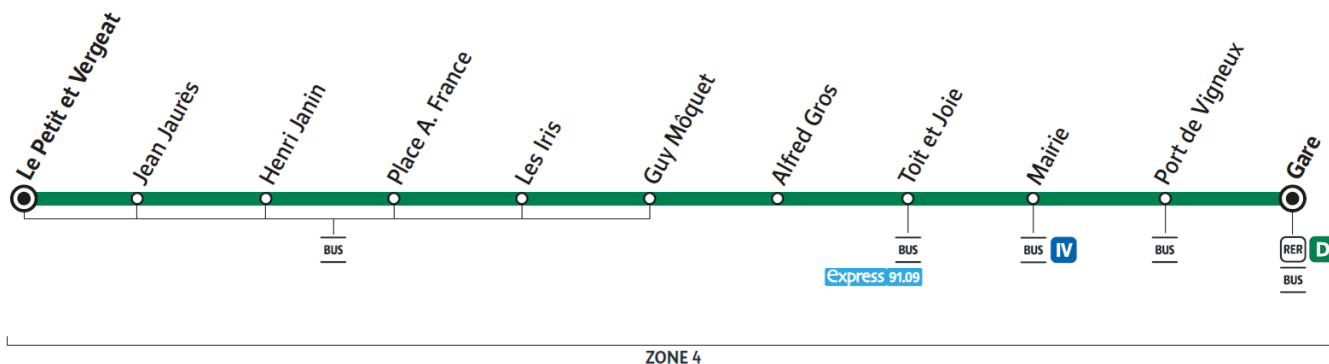 Le Petit et Vergeat
Jean Jaurès
Henri Janin
Place A. France
Les Iris
Guy Môquet
Alfred Gros
Toit et Joie
Mairie
Port de Vigneux
Gare
BUS
BUS
BUS IV
BUS
RER D
express 91.09
BUS
ZONE 4